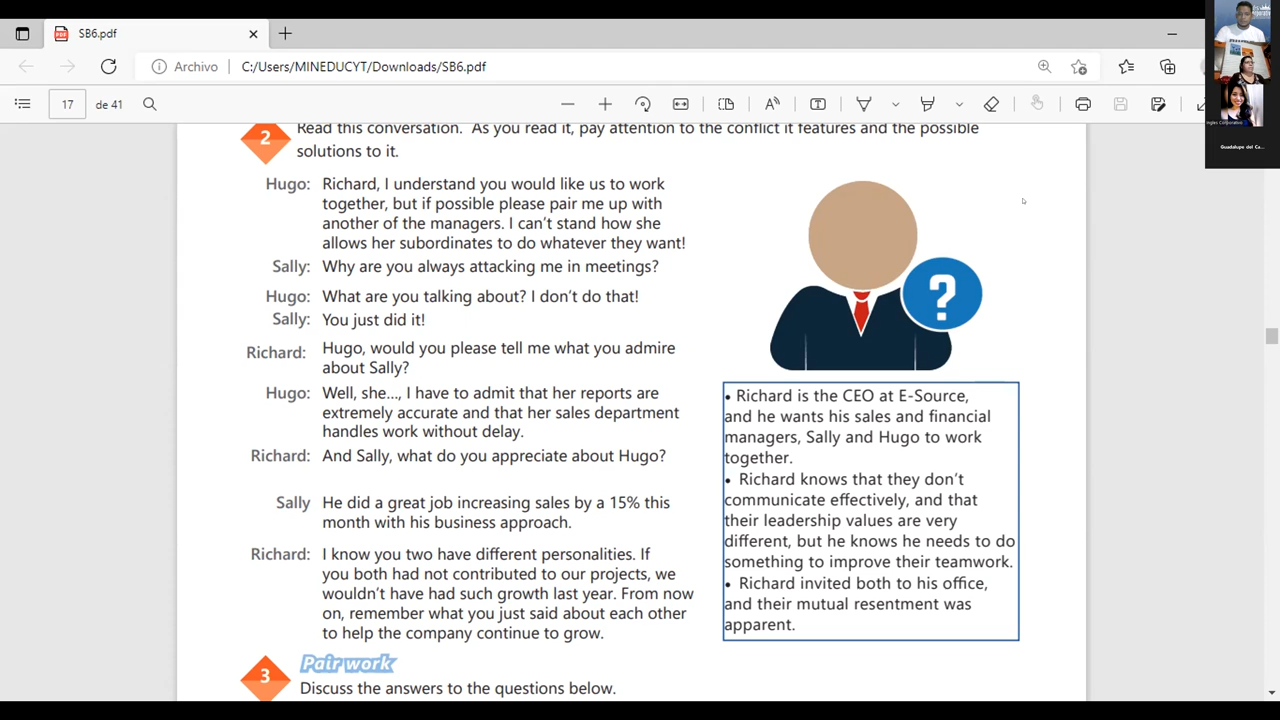 SB6.pdf
Archivo
C:/Users/MINEDUCYT/Downloads/SB6.pdf
17
de 41
2
Read this conversation. As you read it, pay attention to the conflict it features and the possible
solutions to it.
Hugo: Richard, I understand you would like us to work
together, but if possible please pair me up with
another of the managers. I can't stand how she
allows her subordinates to do whatever they want!
Sally: Why are you always attacking me in meetings?
Hugo: What are you talking about? I don't do that!
Sally: You just did it!
Richard: Hugo, would you please tell me what you admire
about Sally?
Hugo: Well, she..., I have to admit that her reports are
extremely accurate and that her sales department
handles work without delay.
Richard: And Sally, what do you appreciate about Hugo?
Sally He did a great job increasing sales by a 15% this
month with his business approach.
Richard: I know you two have different personalities. If
you both had not contributed to our projects, we
wouldn't have had such growth last year. From now
on, remember what you just said about each other
to help the company continue to grow.
?
• Richard is the CEO at E-Source,
and he wants his sales and financial
managers, Sally and Hugo to work
together.
• Richard knows that they don't
communicate effectively, and that
their leadership values are very
different, but he knows he needs to do
something to improve their teamwork.
• Richard invited both to his office,
and their mutual resentment was
apparent.
3
Pair work
Discuss the answers to the questions below.
Ingles Corporativo
Guadalupe del Ca...